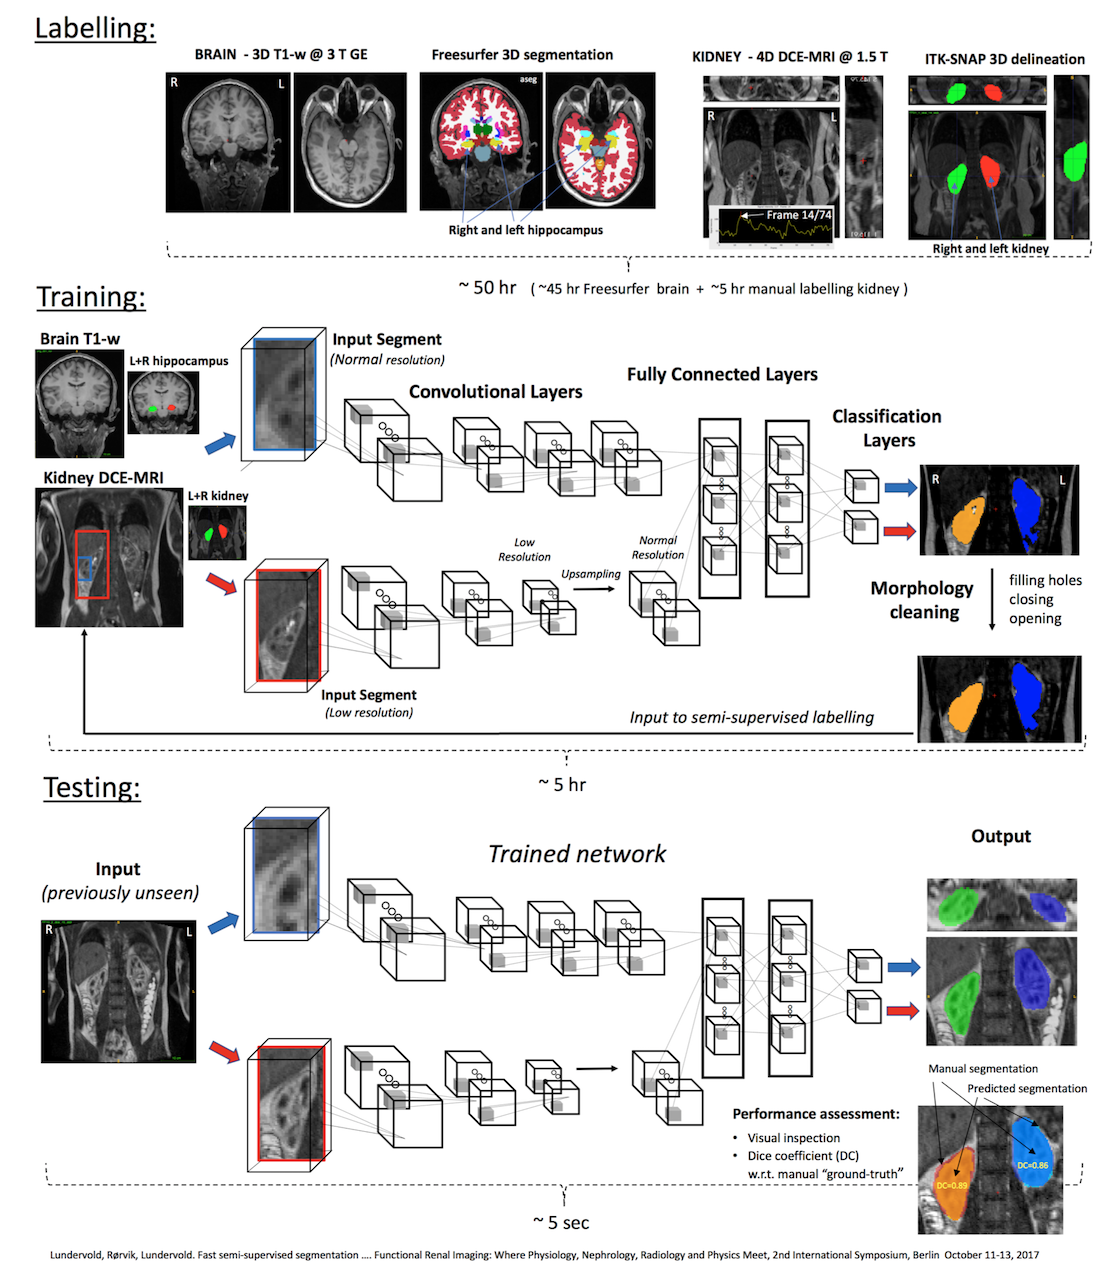 Labelling:
BRAIN - 3D T1-w @ 3 T GE
Freesurfer 3D segmentation
KIDNEY - 4D DCE-MRI @ 1.5 T
ITK-SNAP 3D delineation
R L
aseg
R L
Frame 14/74
Right and left hippocampus
Right and left kidney
~ 50 hr ( ~45 hr Freesurfer brain + ~5 hr manual labelling kidney )
Training:
Brain T1-w
L+R hippocampus
Input Segment
(Normal resolution)
Convolutional Layers
Fully Connected Layers
Classification
Layers
Kidney DCE-MRI
L+R kidney
R L
Low
Resolution
Upsampling
Normal
Resolution
Morphology
cleaning
filling holes
closing
opening
Input Segment
(Low resolution)
Input to semi-supervised labelling
~ 5 hr
Testing:
Input
(previously unseen)
R L
Trained network
Output
Manual segmentation
Predicted segmentation
Performance assessment:
• Visual inspection
• Dice coefficient (DC)
w.r.t. manual “ground-truth”
DC=0.86
DC=0.89
~ 5 sec
Lundervold, Rørvik, Lundervold. Fast semi-supervised segmentation .... Functional Renal Imaging: Where Physiology, Nephrology, Radiology and Physics Meet, 2nd International Symposium, Berlin October 11-13, 2017